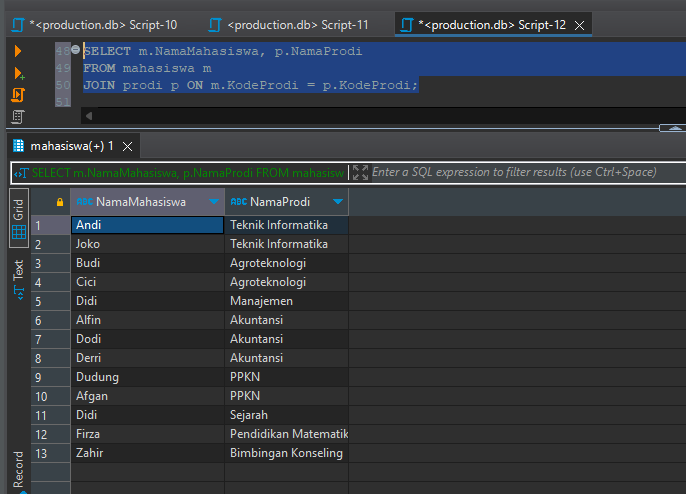 *<production.db> Script-10
<production.db> Script-11
*<production.db> Script-12
48 SELECT m.NamaMahasiswa, p.NamaProdi
49 FROM mahasiswa m
50 JOIN prodi p ON m.KodeProdi = p.KodeProdi;
51
mahasiswa(+) 1
SELECT m.NamaMahasiswa, p.NamaProdi FROM mahasisw
Enter a SQL expression to filter results (use Ctrl+Space)
Grid
Text
Record
ABC NamaMahasiswa ABC NamaProdi
1 Andi Teknik Informatika
2 Joko Teknik Informatika
3 Budi Agroteknologi
4 Cici Agroteknologi
5 Didi Manajemen
6 Alfin Akuntansi
7 Dodi Akuntansi
8 Derri Akuntansi
9 Dudung PPKN
10 Afgan PPKN
11 Didi Sejarah
12 Firza Pendidikan Matematik
13 Zahir Bimbingan Konseling